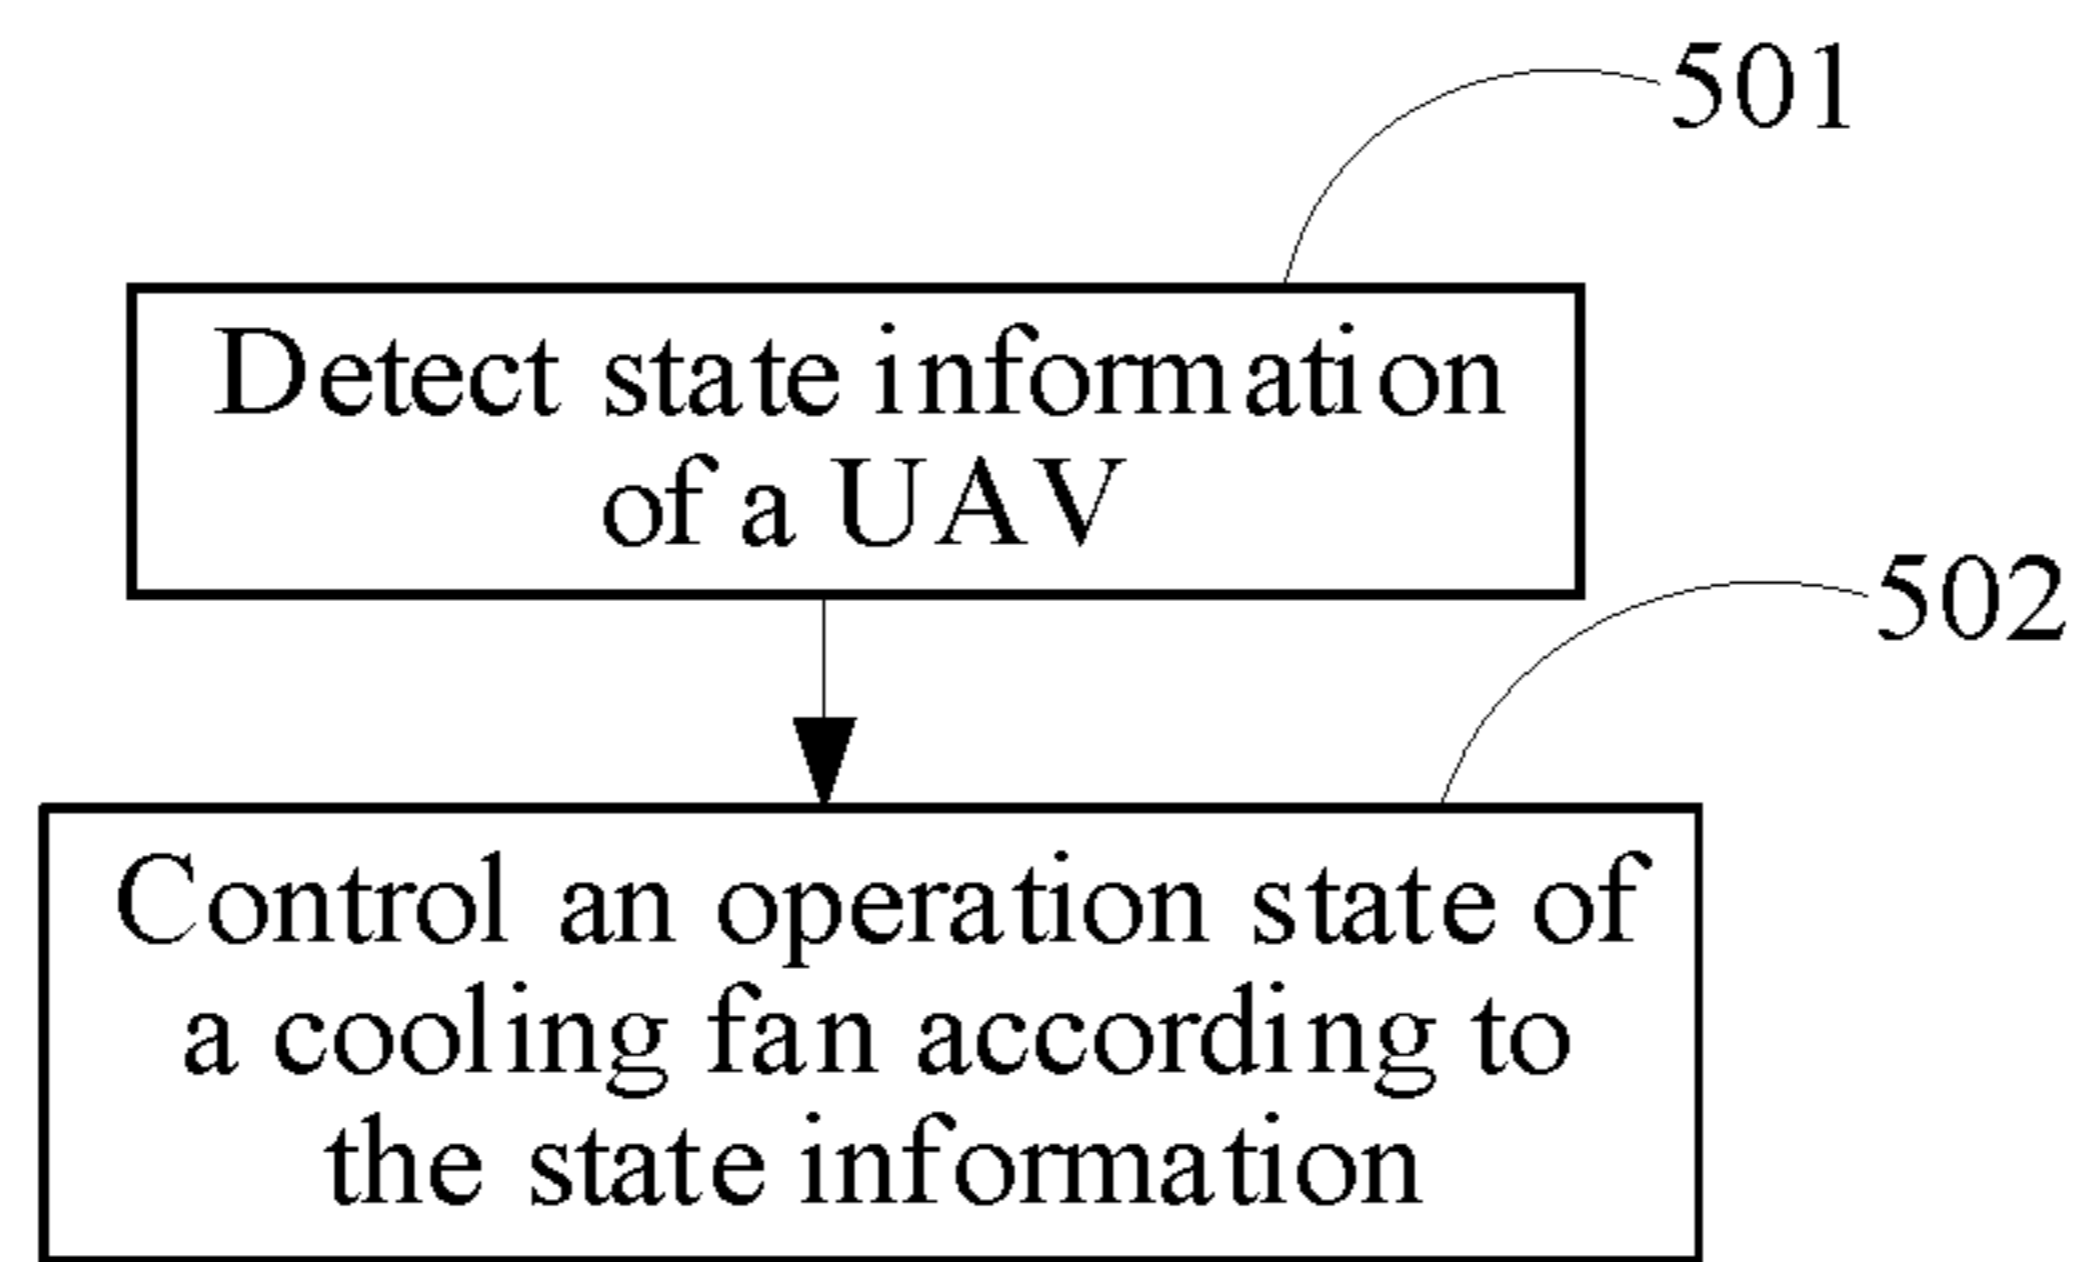 501
Detect state information
of a UAV
502
Control an operation state of
a cooling fan according to
the state information